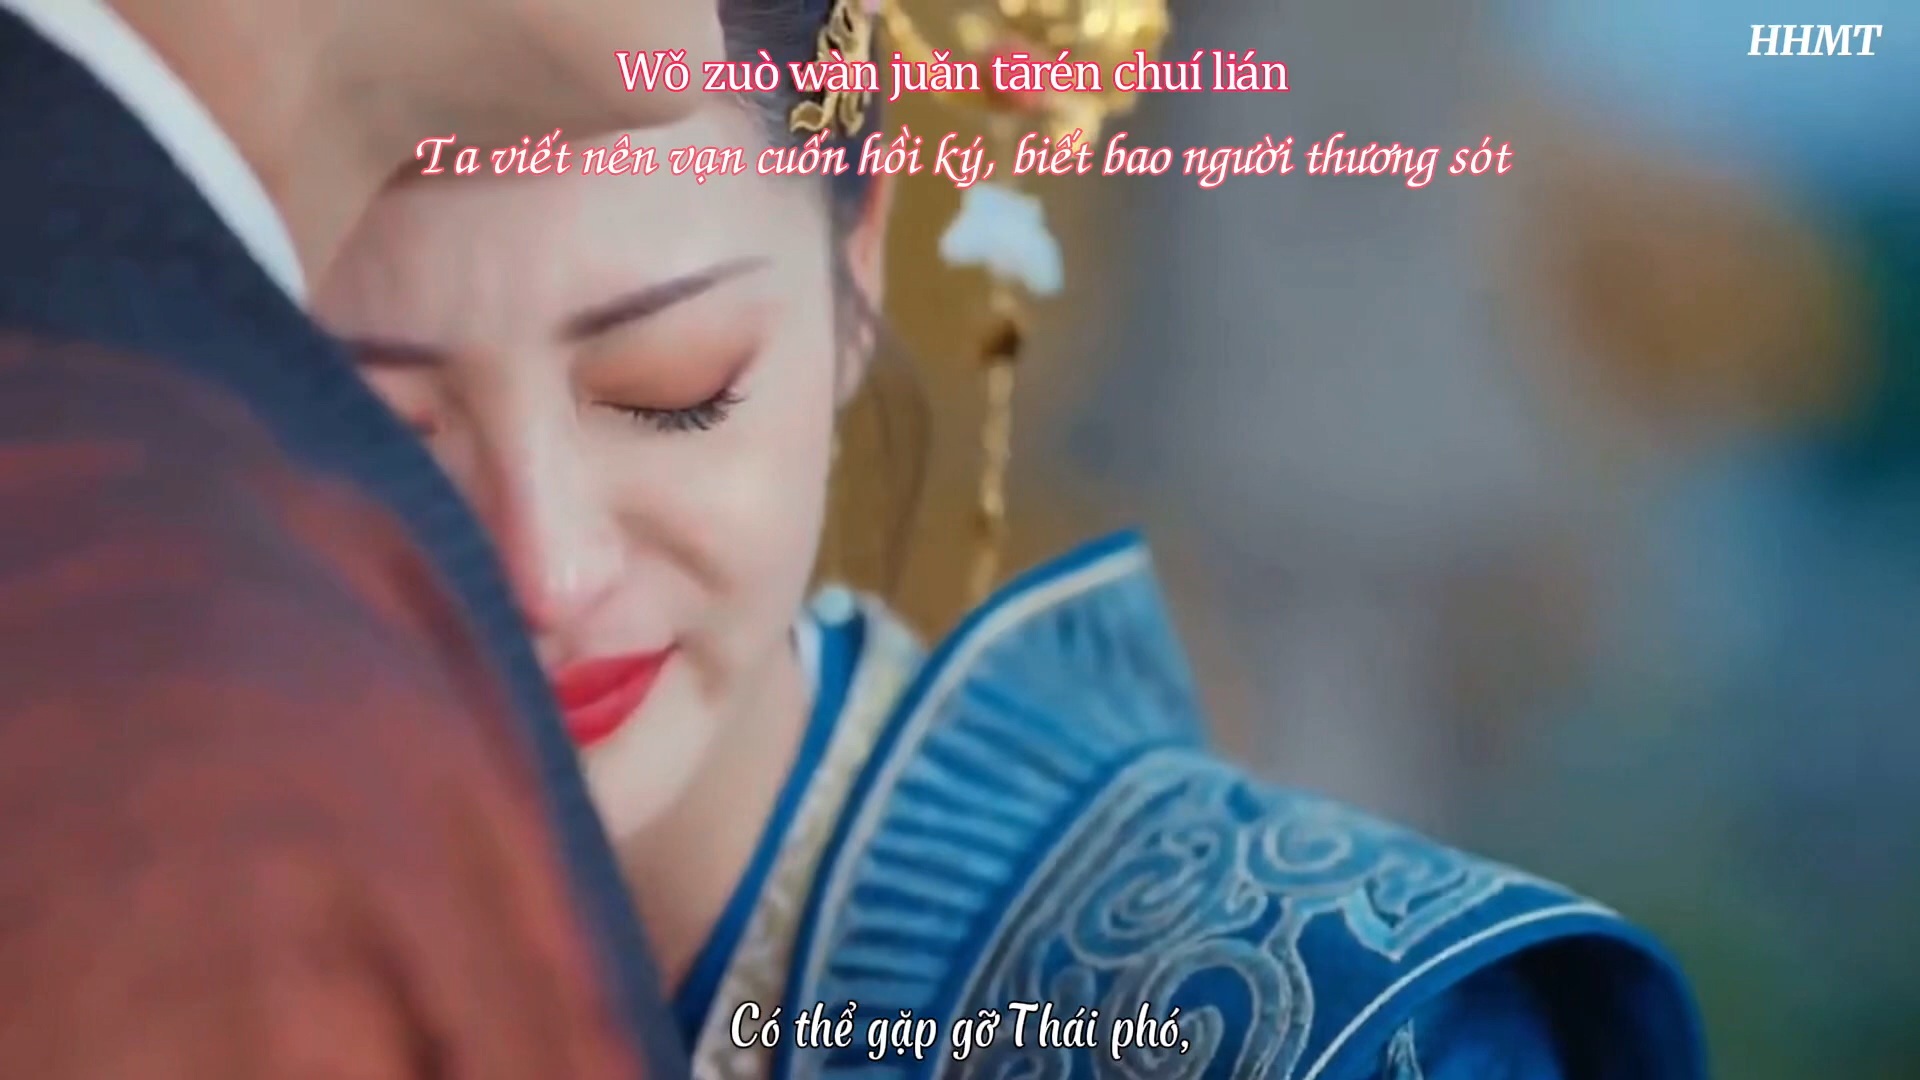 HHMT
Wǒ zuò wàn juǎn tārén chuí lián
Ta viết nên vạn cuốn hồi ký, biết bao người thương sót
Có thể gặp gỡ Thái phó,